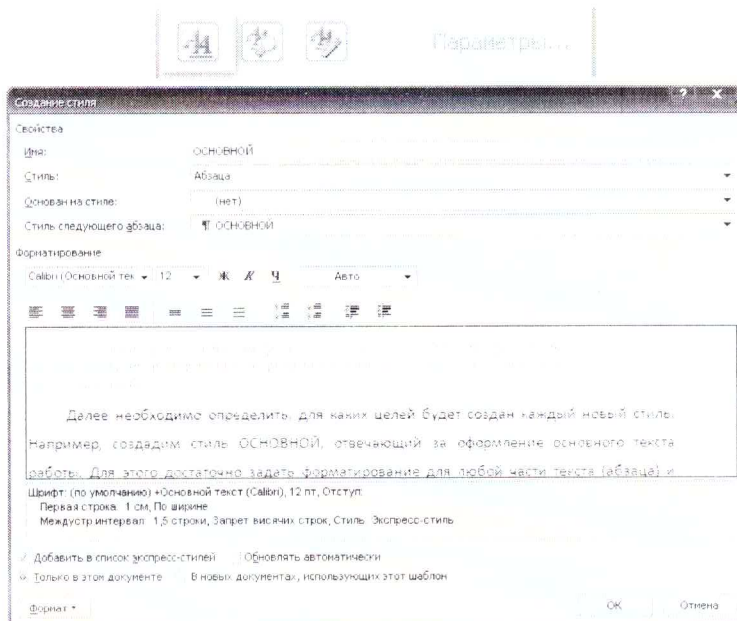 Параметры...
Создание стиля
Свойства
Имя: ОСНОВНОЙ
Стиль: Абзаца
Основан на стиле: (нет)
Стиль следующего абзаца: ¶ ОСНОВНОЙ
Форматирование
Calibri (Основной тек 12 Ж К Ч Авто
Далее необходимо определить, для каких целей будет создан каждый новый стиль.
Например, создадим стиль ОСНОВНОЙ, отвечающий за оформление основного текста
работы. Для этого достаточно задать форматирование для любой части текста (абзаца) и
Шрифт: (по умолчанию) +Основной текст (Calibri), 12 пт, Отступ:
Первая строка: 1 см, По ширине
Междустр.интервал: 1,5 строки, Запрет висячих строк, Стиль: Экспресс-стиль
Добавить в список экспресс-стилей Обновлять автоматически
Только в этом документе В новых документах, использующих этот шаблон
Формат ОК Отмена